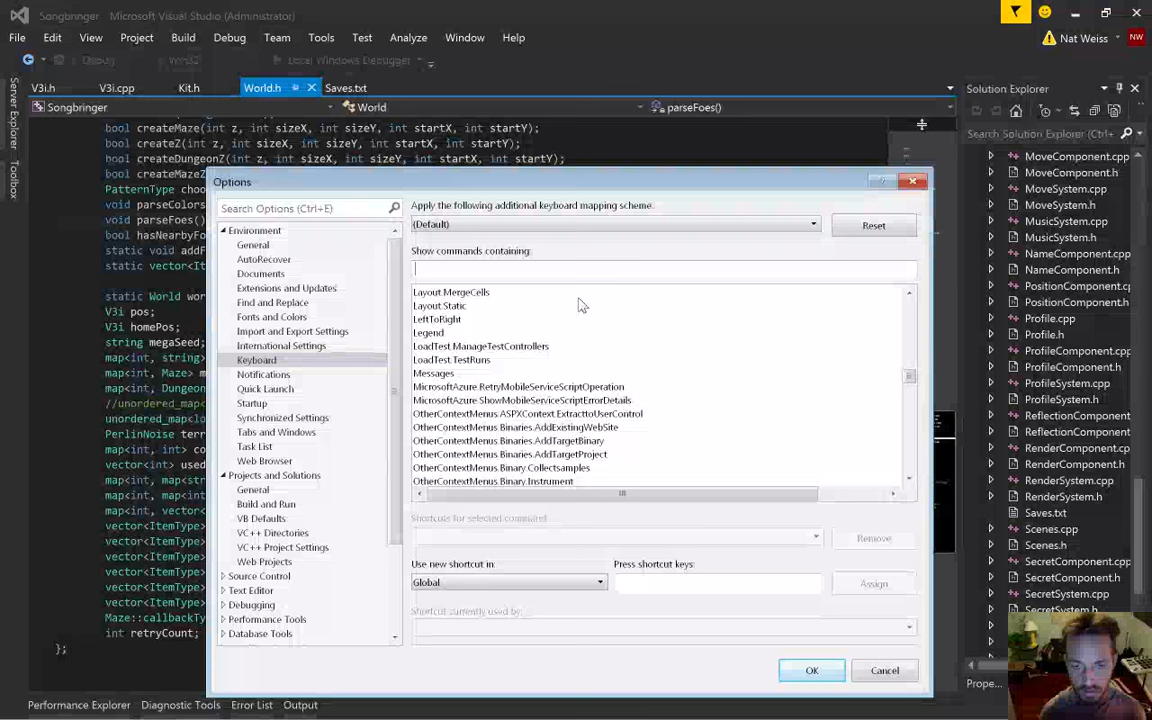 Songbringer Microsoft Visual Studio (Administrator)
File Edit View Project Build Debug Team Tools Test Analyze Window Help
Nat Weiss NW
Debug Win32 Local Windows Debugger
V3i.h V3i.cpp Kit.h World.h Saves.txt
Songbringer World parseFoes()
Server Explorer
Toolbox
bool createMaze(int z, int sizeX, int sizeY, int startX, int startY);
bool createZ(int z, int sizeX, int sizeY, int startX, int startY);
bool createDungeonZ(int z, int sizeX, int sizeY, int startX, int startY);
bool createMazeZ
PatternType choo
void parseColors
void parseFoes()
bool hasNearbyFo
static void addF
static vector<It
static World wor
V3i pos;
V3i homePos;
string megaSeed;
map<int, string>
map<int, Maze> m
map<int, Dungeon
//unordered_map<
unordered_map<lo
PerlinNoise terr
map<int, int> co
vector<int> used
map<int, map<str
map<int, vector<
vector<ItemType>
vector<ItemType>
vector<ItemType>
vector<ItemType>
vector<ItemType>
vector<ItemType>
Maze::callbackTy
int retryCount;
};
Options
Search Options (Ctrl+E)
Environment
General
AutoRecover
Documents
Extensions and Updates
Find and Replace
Fonts and Colors
Import and Export Settings
International Settings
Keyboard
Notifications
Quick Launch
Startup
Synchronized Settings
Tabs and Windows
Task List
Web Browser
Projects and Solutions
General
Build and Run
VB Defaults
VC++ Directories
VC++ Project Settings
Web Projects
Source Control
Text Editor
Debugging
Performance Tools
Database Tools
Apply the following additional keyboard mapping scheme:
(Default) Reset
Show commands containing:
Layout.MergeCells
Layout.Static
LeftToRight
Legend
LoadTest.ManageTestControllers
LoadTest.TestRuns
Messages
MicrosoftAzure.RetryMobileServiceScriptOperation
MicrosoftAzure.ShowMobileServiceScriptErrorDetails
OtherContextMenus.ASPXContext.ExtracttoUserControl
OtherContextMenus.Binaries.AddExistingWebSite
OtherContextMenus.Binaries.AddTargetBinary
OtherContextMenus.Binaries.AddTargetProject
OtherContextMenus.Binary.Collectsamples
OtherContextMenus.Binary.Instrument
Shortcuts for selected command:
Remove
Use new shortcut in: Press shortcut keys:
Global Assign
Shortcut currently used by:
OK Cancel
Solution Explorer
Search Solution Explorer (Ctrl+
MoveComponent.cpp
MoveComponent.h
MoveSystem.cpp
MoveSystem.h
MusicSystem.cpp
MusicSystem.h
NameComponent.cpp
NameComponent.h
PositionComponent.cpp
PositionComponent.h
Profile.cpp
Profile.h
ProfileComponent.cpp
ProfileComponent.h
ProfileSystem.cpp
ProfileSystem.h
ReflectionComponent
ReflectionComponent
RenderComponent.cpp
RenderComponent.h
RenderSystem.cpp
RenderSystem.h
Saves.txt
Scenes.cpp
Scenes.h
SecretComponent.cpp
SecretComponent.h
SecretSystem.cpp
SecretSystem.h
Prope...
Performance Explorer Diagnostic Tools Error List Output